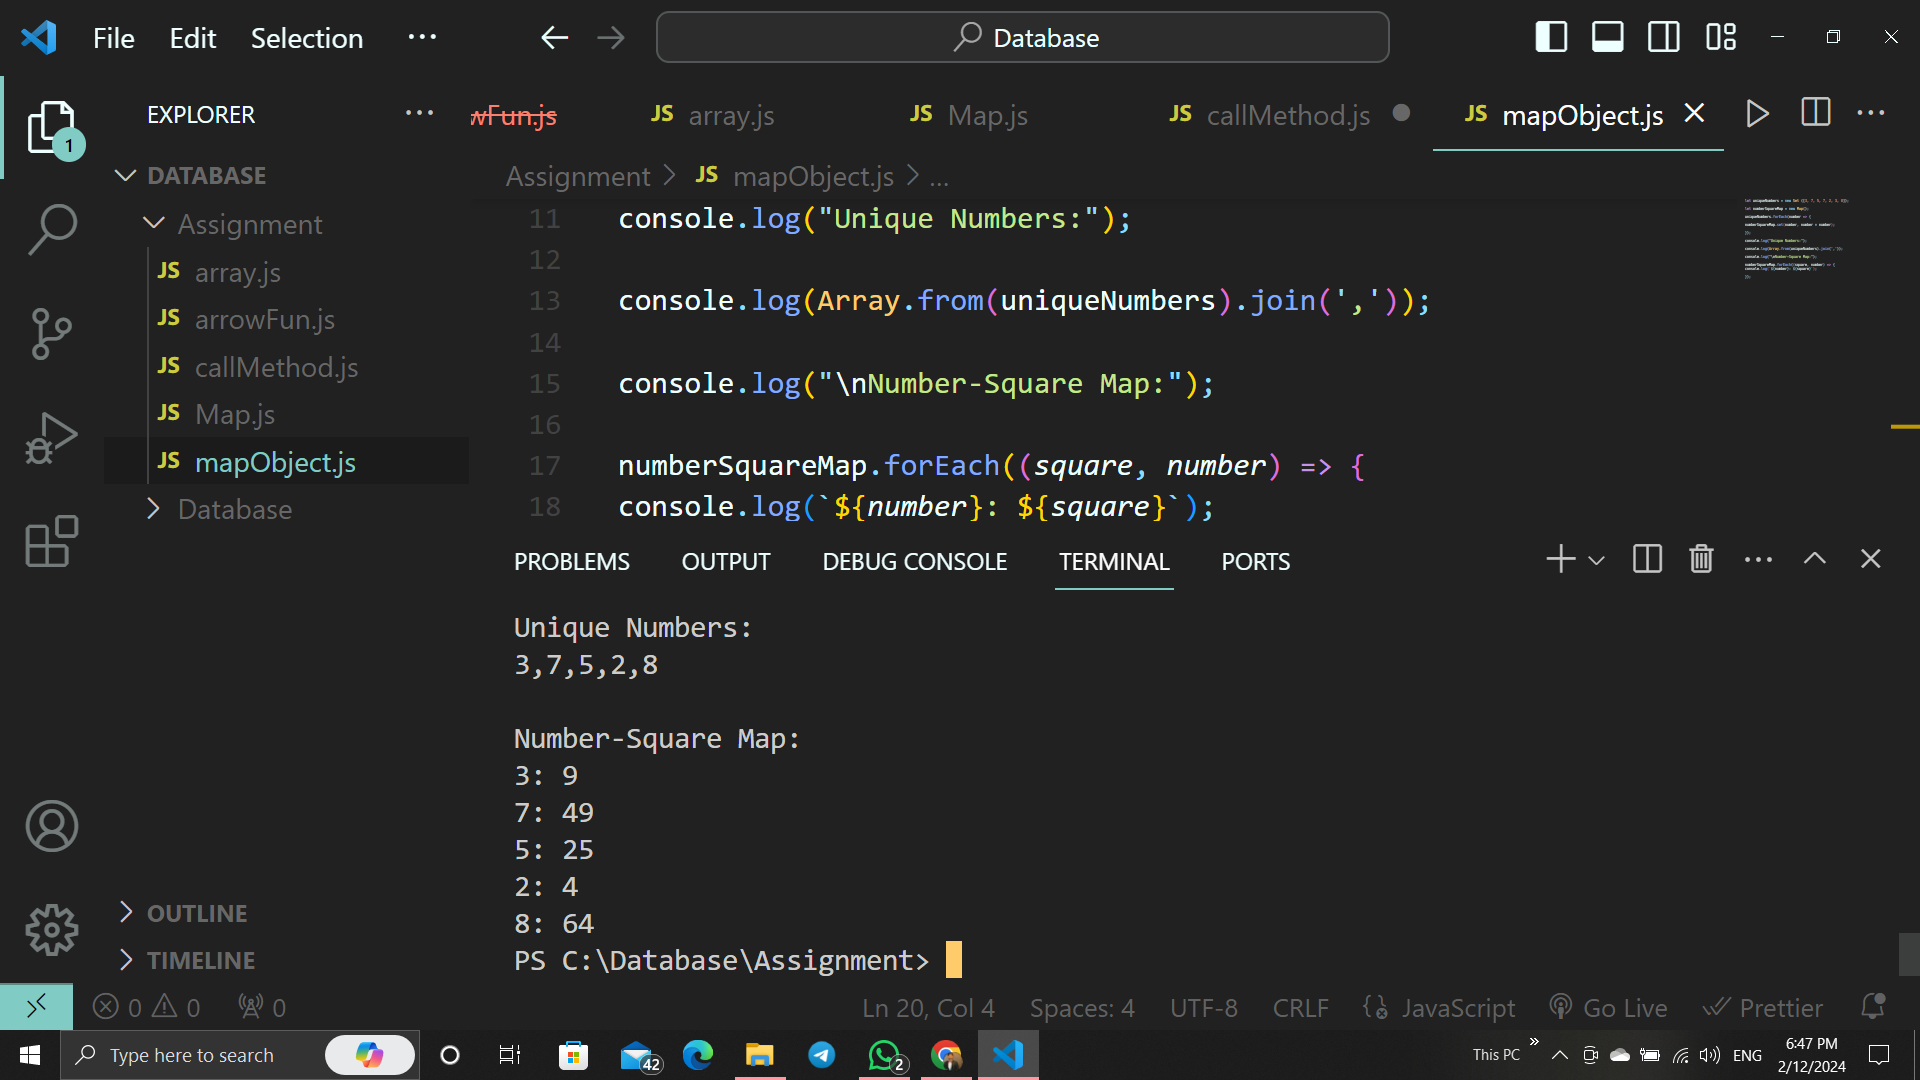 File Edit Selection ···
Database
EXPLORER
1
DATABASE
Assignment
JS array.js
JS arrowFun.js
JS callMethod.js
JS Map.js
JS mapObject.js
Database
OUTLINE
TIMELINE
wFun.js JS array.js JS Map.js JS callMethod.js JS mapObject.js
Assignment > JS mapObject.js > ...
11 console.log("Unique Numbers:");
12
13 console.log(Array.from(uniqueNumbers).join(','));
14
15 console.log("\nNumber-Square Map:");
16
17 numberSquareMap.forEach((square, number) => {
18 console.log(`${number}: ${square}`);
PROBLEMS OUTPUT DEBUG CONSOLE TERMINAL PORTS
Unique Numbers:
3,7,5,2,8
Number-Square Map:
3: 9
7: 49
5: 25
2: 4
8: 64
PS C:\Database\Assignment>
0 0 0 Ln 20, Col 4 Spaces: 4 UTF-8 CRLF JavaScript Go Live Prettier
Type here to search 42 2 This PC ENG 6:47 PM
2/12/2024